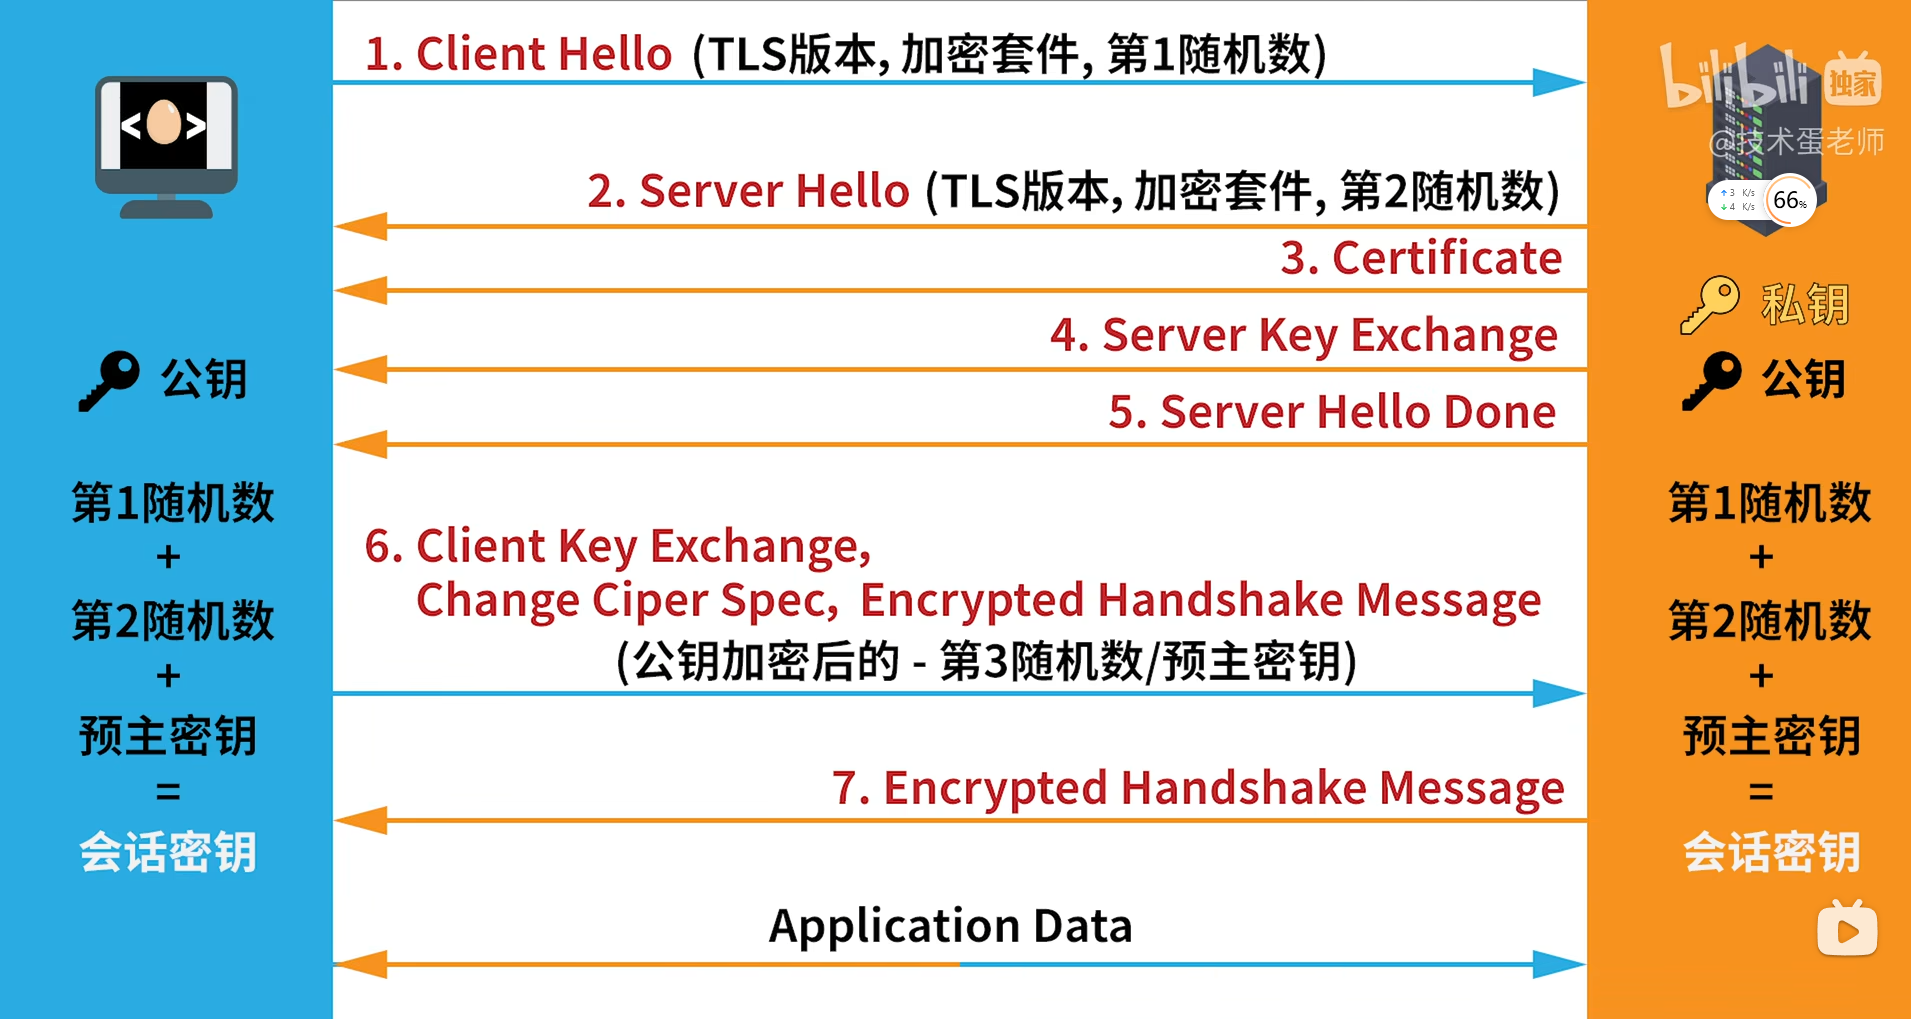 1. Client Hello (TLS版本, 加密套件, 第1随机数)
bilibili 独家
@技术蛋老师
< >
2. Server Hello (TLS版本, 加密套件, 第2随机数)
↑ 3 K/s
↓ 4 K/s
66%
3. Certificate
私钥
4. Server Key Exchange
公钥
公钥
5. Server Hello Done
第1随机数
+
第2随机数
+
预主密钥
=
会话密钥
6. Client Key Exchange,
Change Ciper Spec, Encrypted Handshake Message
(公钥加密后的 - 第3随机数/预主密钥)
7. Encrypted Handshake Message
Application Data
第1随机数
+
第2随机数
+
预主密钥
=
会话密钥